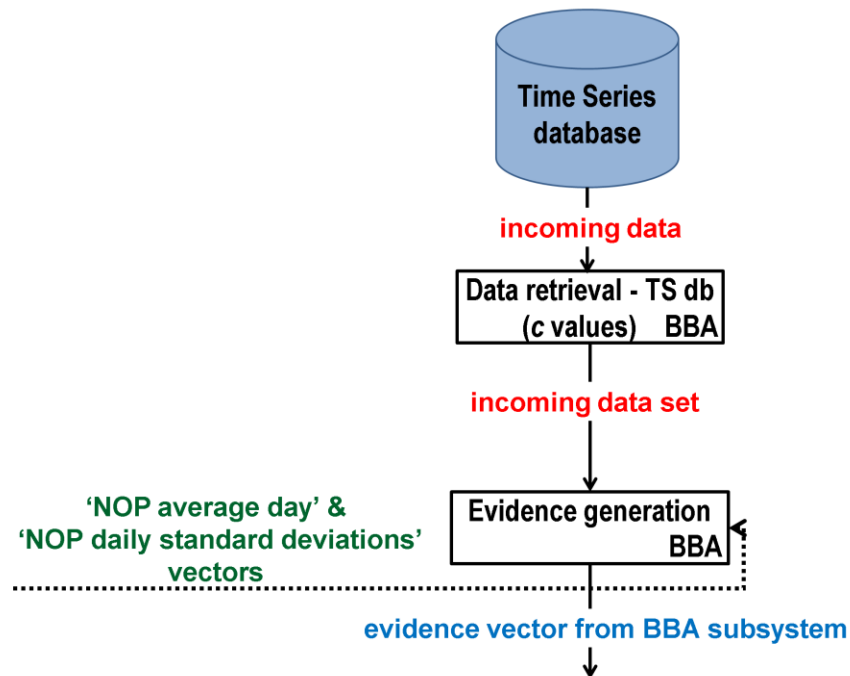 Time Series
database
incoming data
Data retrieval - TS db
(c values) BBA
incoming data set
‘NOP average day’ &
‘NOP daily standard deviations’
vectors
Evidence generation
BBA
evidence vector from BBA subsystem